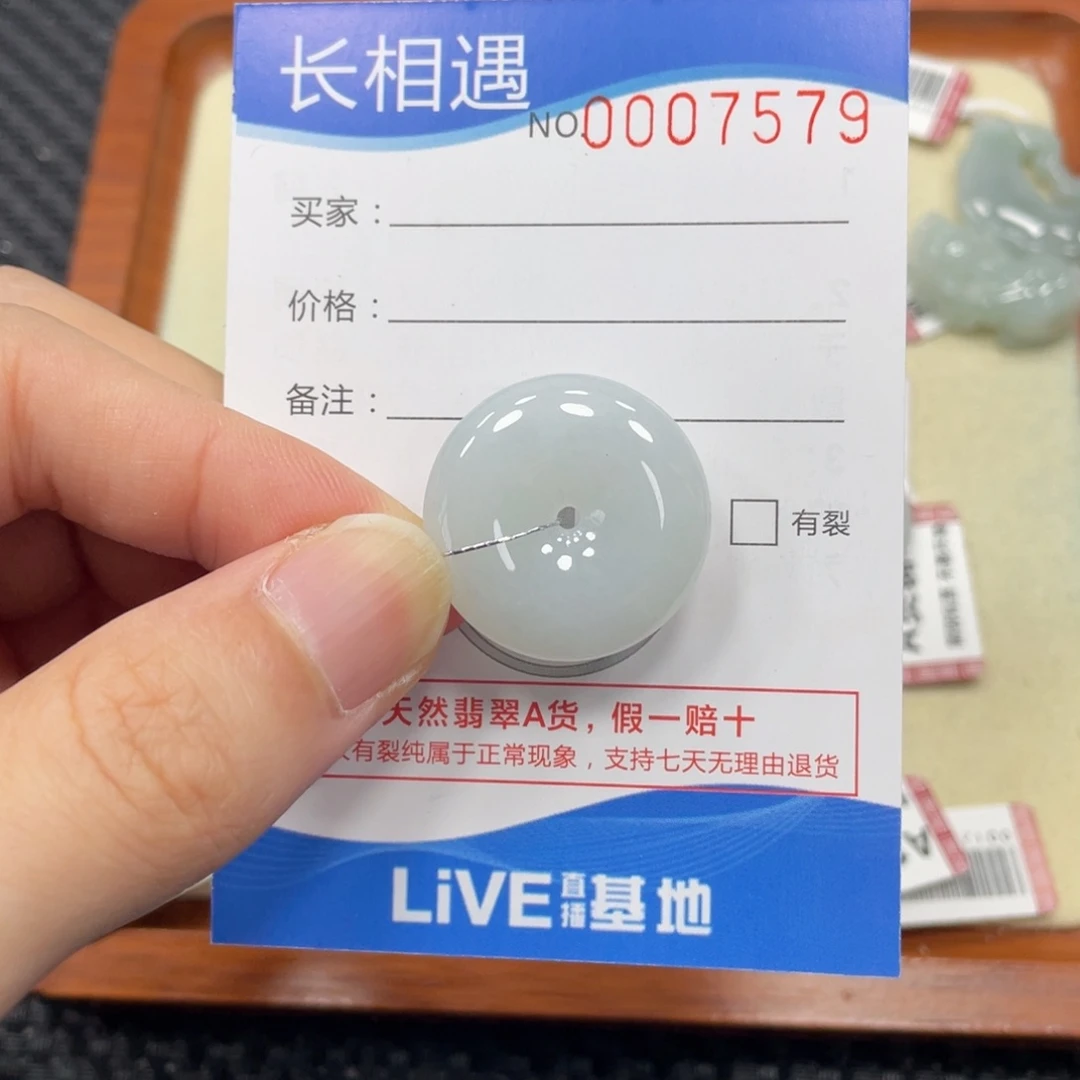 长相遇
NO.0007579
买家：
价格：
备注：
有裂
天然翡翠A货，假一赔十
有裂纯属于正常现象，支持七天无理由退货
LiVE直播基地